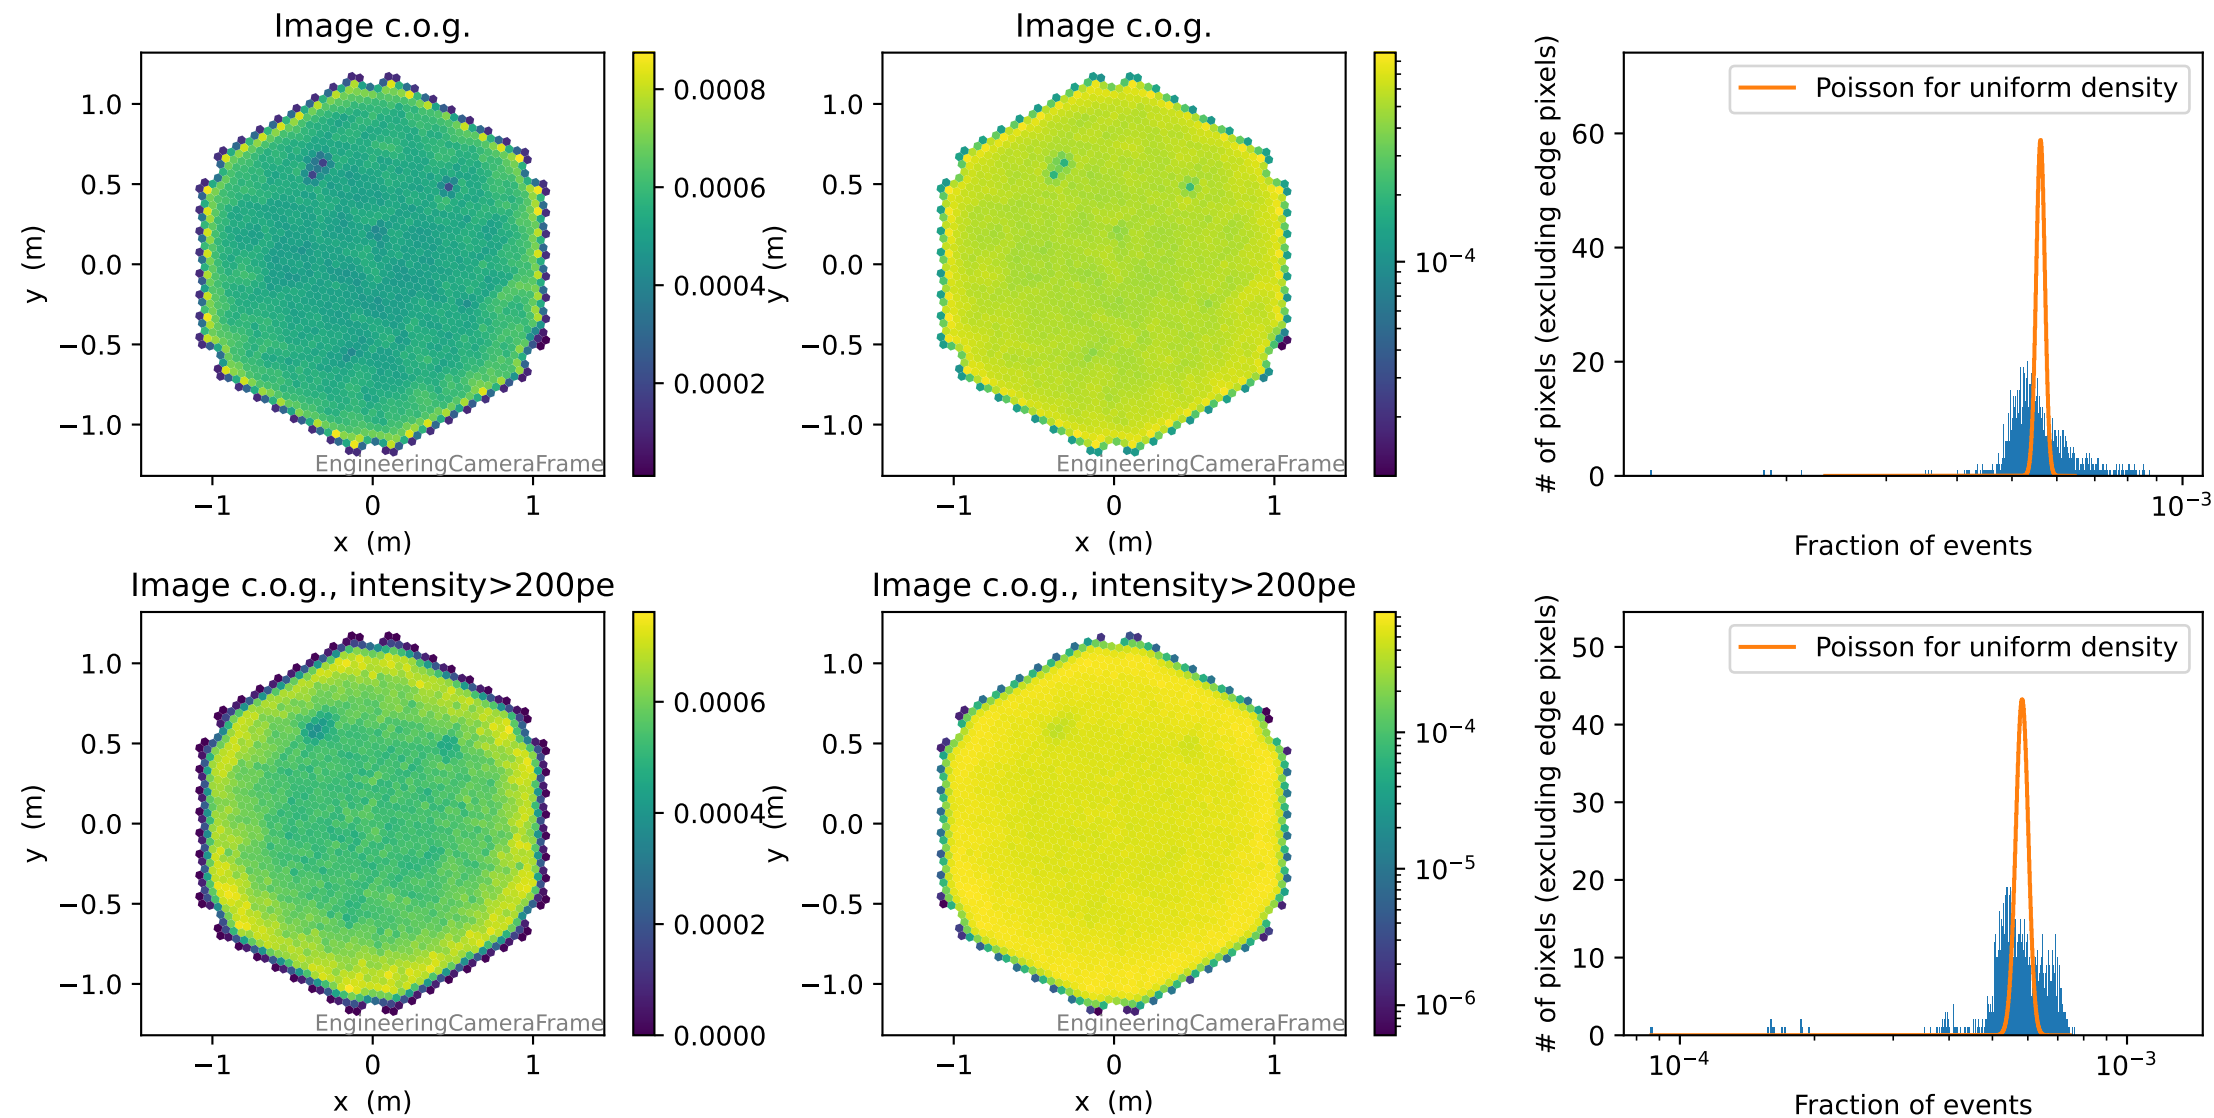 Image c.o.g.
1.0
0.5
0.0
−0.5
−1.0
y (m)
−1
0
1
x (m)
EngineeringCameraFrame
0.0008
0.0006
0.0004
0.0002
Image c.o.g.
1.0
0.5
0.0
−0.5
−1.0
y (m)
−1
0
1
x (m)
EngineeringCameraFrame
10⁻⁴
# of pixels (excluding edge pixels)
60
40
20
0
Poisson for uniform density
10⁻³
Fraction of events
Image c.o.g., intensity>200pe
1.0
0.5
0.0
−0.5
−1.0
y (m)
−1
0
1
x (m)
EngineeringCameraFrame
0.0006
0.0004
0.0002
0.0000
Image c.o.g., intensity>200pe
1.0
0.5
0.0
−0.5
−1.0
y (m)
−1
0
1
x (m)
EngineeringCameraFrame
10⁻⁴
10⁻⁵
10⁻⁶
# of pixels (excluding edge pixels)
50
40
30
20
10
0
Poisson for uniform density
10⁻⁴
10⁻³
Fraction of events